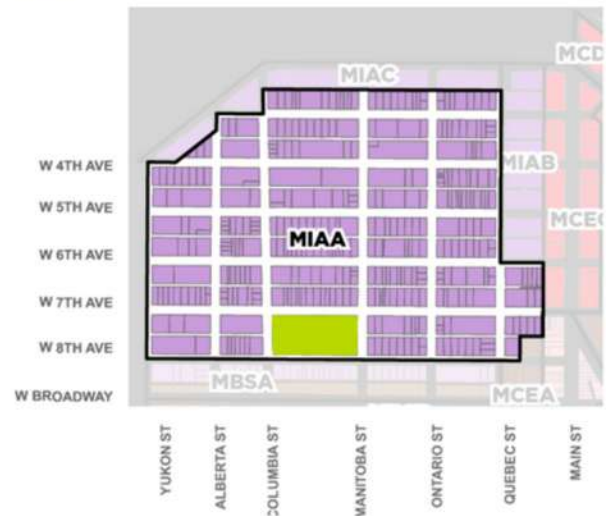 MCD
MIAC
W 4TH AVE
MIAB
W 5TH AVE
MCEC
W 6TH AVE
MIAA
W 7TH AVE
W 8TH AVE
MBSA
MCEA
W BROADWAY
YUKON ST
ALBERTA ST
COLUMBIA ST
MANITOBA ST
ONTARIO ST
QUEBEC ST
MAIN ST